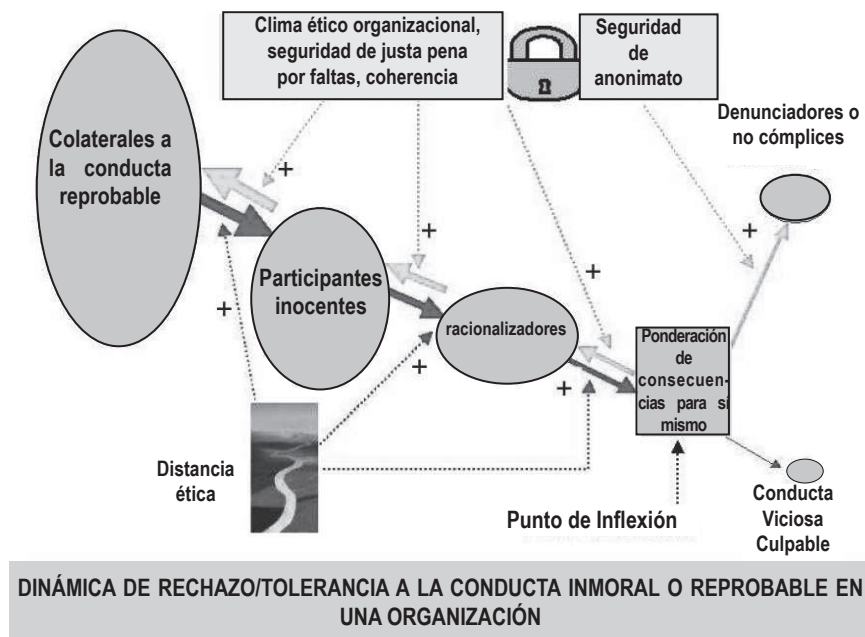 Clima ético organizacional,
seguridad de justa pena
por faltas, coherencia
Seguridad
de
anonimato
Denunciadores o
no cómplices
Colaterales a
la conducta
reprobable
+
+
+
+
Participantes
inocentes
+
+
racionalizadores
+
+
Ponderación
de
consecuen-
cias para sí
mismo
Distancia
ética
Punto de Inflexión
Conducta
Viciosa
Culpable
DINÁMICA DE RECHAZO/TOLERANCIA A LA CONDUCTA INMORAL O REPROBABLE EN
UNA ORGANIZACIÓN